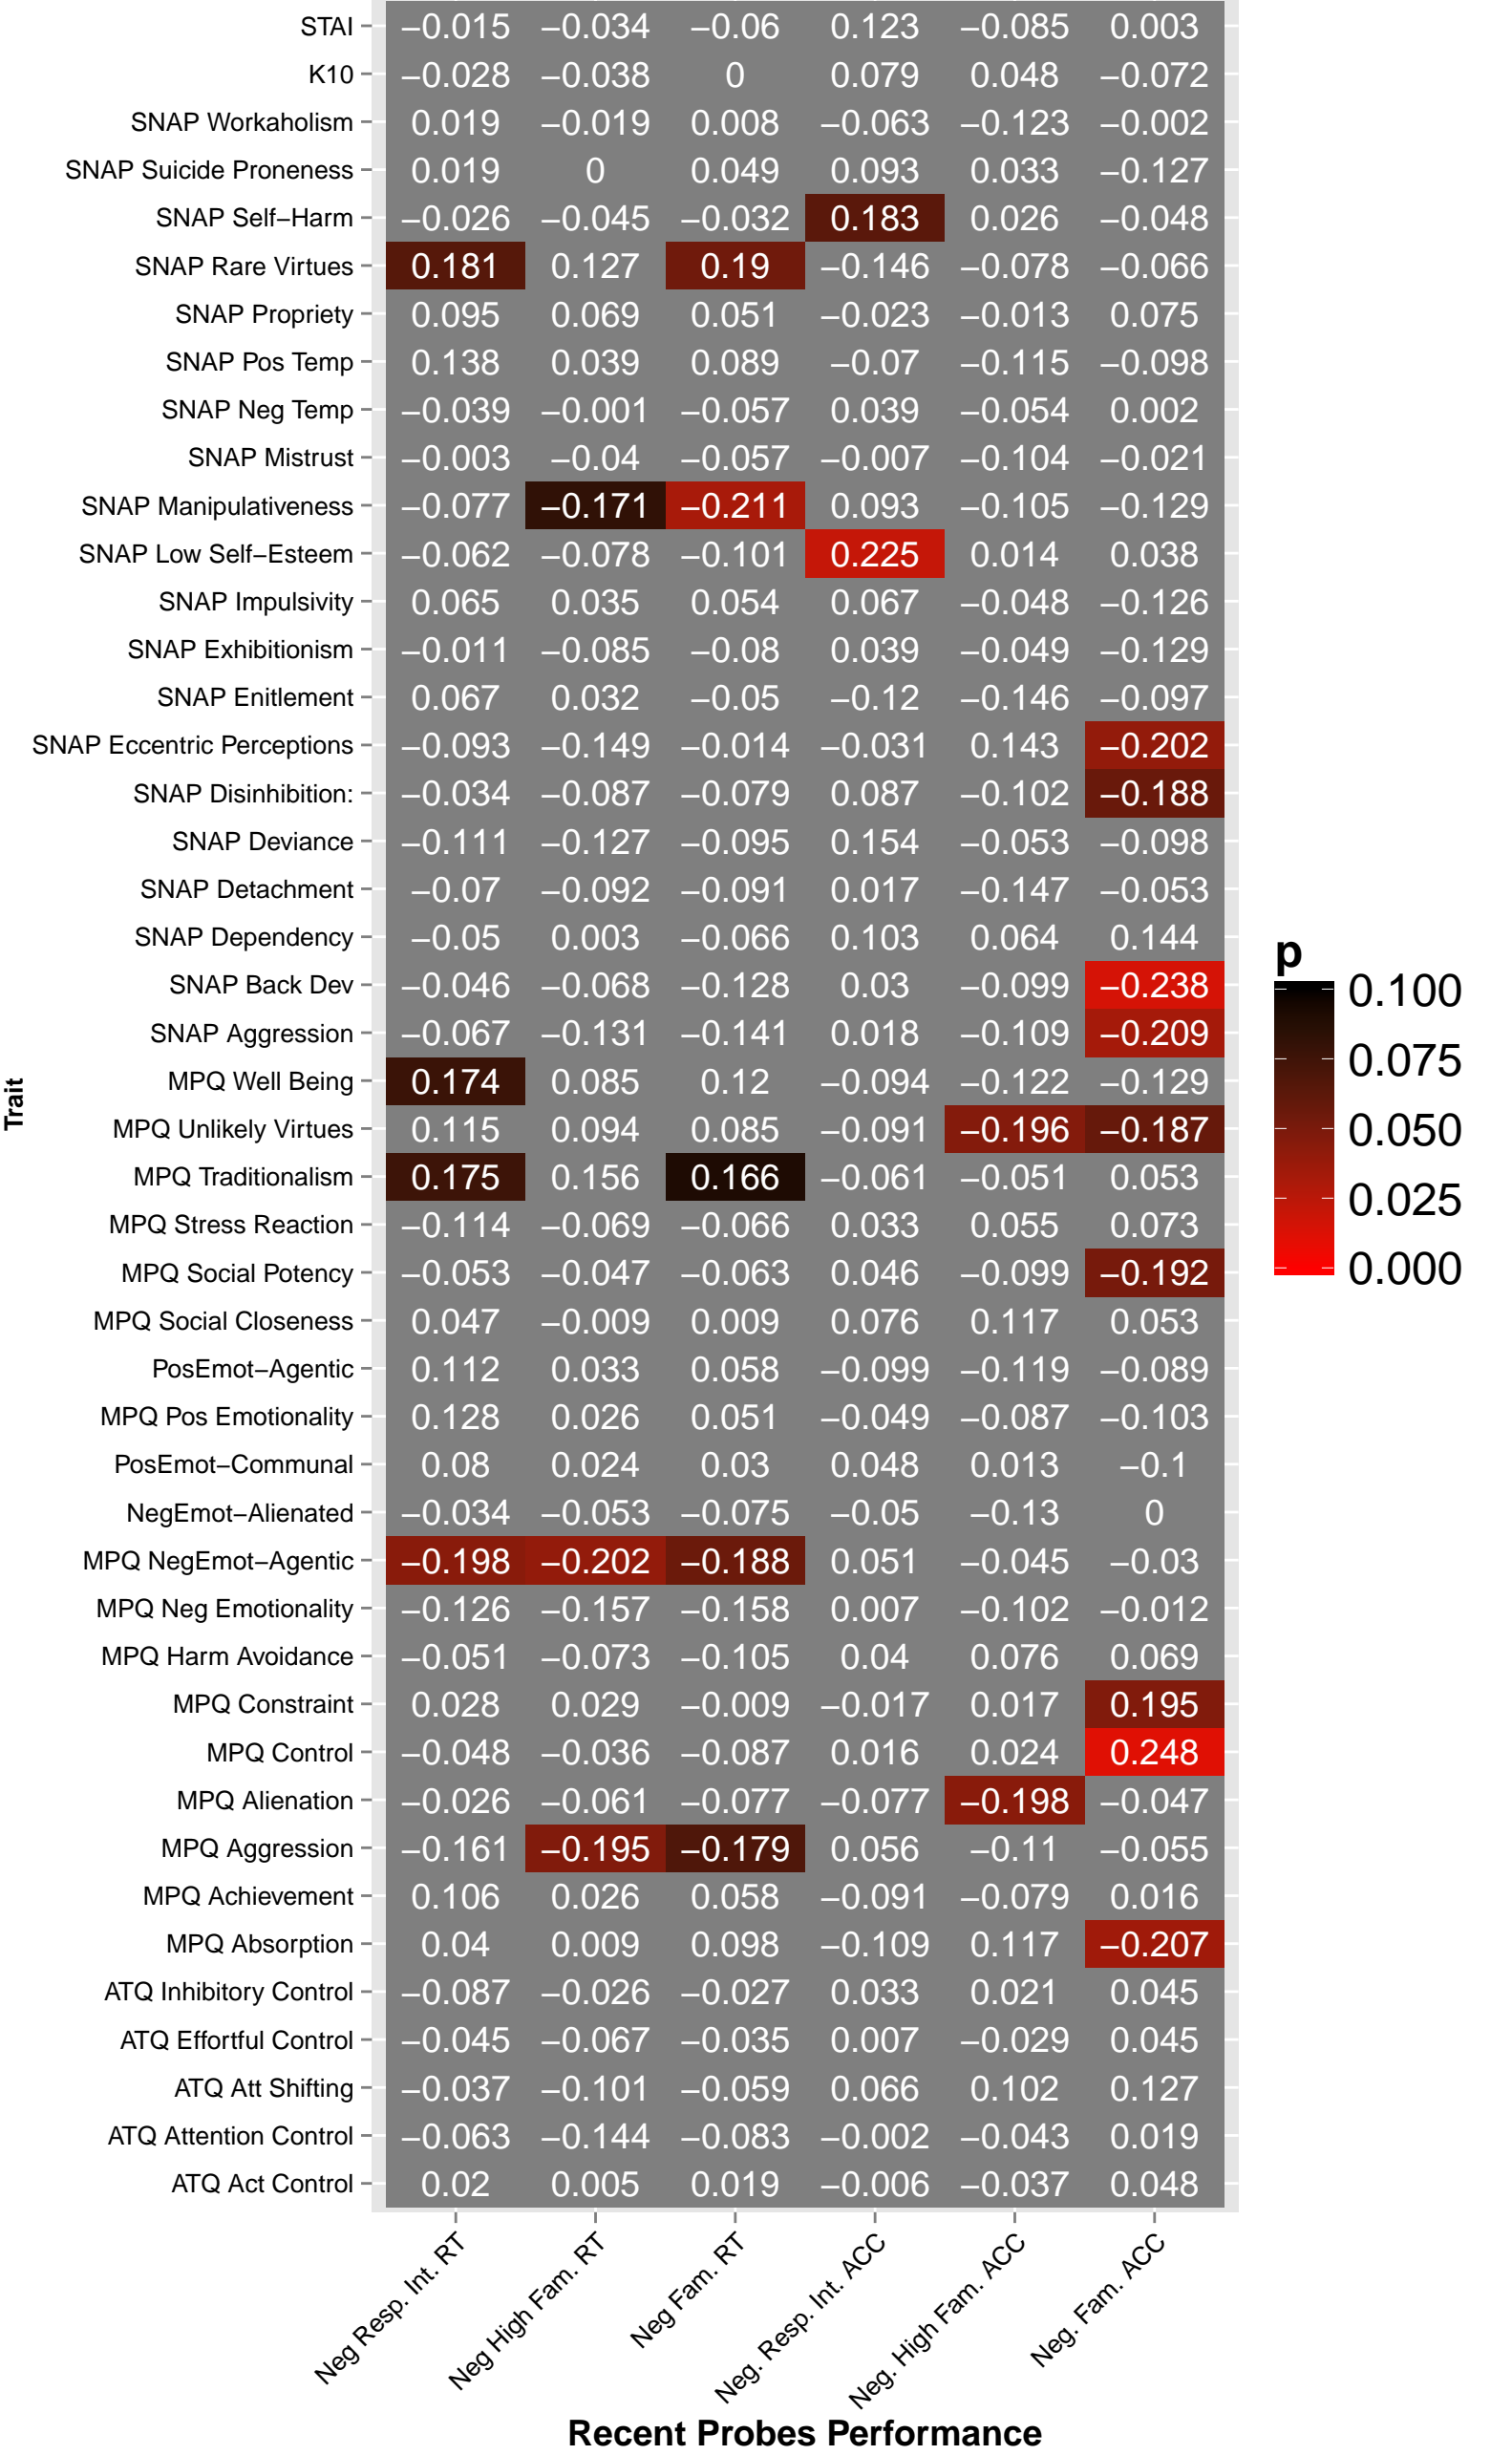 STAI −0.015 −0.034 −0.06 0.123 −0.085 0.003
K10 −0.028 −0.038 0 0.079 0.048 −0.072
SNAP Workaholism 0.019 −0.019 0.008 −0.063 −0.123 −0.002
SNAP Suicide Proneness 0.019 0 0.049 0.093 0.033 −0.127
SNAP Self−Harm −0.026 −0.045 −0.032 0.183 0.026 −0.048
SNAP Rare Virtues 0.181 0.127 0.19 −0.146 −0.078 −0.066
SNAP Propriety 0.095 0.069 0.051 −0.023 −0.013 0.075
SNAP Pos Temp 0.138 0.039 0.089 −0.07 −0.115 −0.098
SNAP Neg Temp −0.039 −0.001 −0.057 0.039 −0.054 0.002
SNAP Mistrust −0.003 −0.04 −0.057 −0.007 −0.104 −0.021
SNAP Manipulativeness −0.077 −0.171 −0.211 0.093 −0.105 −0.129
SNAP Low Self−Esteem −0.062 −0.078 −0.101 0.225 0.014 0.038
SNAP Impulsivity 0.065 0.035 0.054 0.067 −0.048 −0.126
SNAP Exhibitionism −0.011 −0.085 −0.08 0.039 −0.049 −0.129
SNAP Enitlement 0.067 0.032 −0.05 −0.12 −0.146 −0.097
SNAP Eccentric Perceptions −0.093 −0.149 −0.014 −0.031 0.143 −0.202
SNAP Disinhibition: −0.034 −0.087 −0.079 0.087 −0.102 −0.188
SNAP Deviance −0.111 −0.127 −0.095 0.154 −0.053 −0.098
SNAP Detachment −0.07 −0.092 −0.091 0.017 −0.147 −0.053
SNAP Dependency −0.05 0.003 −0.066 0.103 0.064 0.144
SNAP Back Dev −0.046 −0.068 −0.128 0.03 −0.099 −0.238
SNAP Aggression −0.067 −0.131 −0.141 0.018 −0.109 −0.209
MPQ Well Being 0.174 0.085 0.12 −0.094 −0.122 −0.129
MPQ Unlikely Virtues 0.115 0.094 0.085 −0.091 −0.196 −0.187
MPQ Traditionalism 0.175 0.156 0.166 −0.061 −0.051 0.053
MPQ Stress Reaction −0.114 −0.069 −0.066 0.033 0.055 0.073
MPQ Social Potency −0.053 −0.047 −0.063 0.046 −0.099 −0.192
MPQ Social Closeness 0.047 −0.009 0.009 0.076 0.117 0.053
PosEmot−Agentic 0.112 0.033 0.058 −0.099 −0.119 −0.089
MPQ Pos Emotionality 0.128 0.026 0.051 −0.049 −0.087 −0.103
PosEmot−Communal 0.08 0.024 0.03 0.048 0.013 −0.1
NegEmot−Alienated −0.034 −0.053 −0.075 −0.05 −0.13 0
MPQ NegEmot−Agentic −0.198 −0.202 −0.188 0.051 −0.045 −0.03
MPQ Neg Emotionality −0.126 −0.157 −0.158 0.007 −0.102 −0.012
MPQ Harm Avoidance −0.051 −0.073 −0.105 0.04 0.076 0.069
MPQ Constraint 0.028 0.029 −0.009 −0.017 0.017 0.195
MPQ Control −0.048 −0.036 −0.087 0.016 0.024 0.248
MPQ Alienation −0.026 −0.061 −0.077 −0.077 −0.198 −0.047
MPQ Aggression −0.161 −0.195 −0.179 0.056 −0.11 −0.055
MPQ Achievement 0.106 0.026 0.058 −0.091 −0.079 0.016
MPQ Absorption 0.04 0.009 0.098 −0.109 0.117 −0.207
ATQ Inhibitory Control −0.087 −0.026 −0.027 0.033 0.021 0.045
ATQ Effortful Control −0.045 −0.067 −0.035 0.007 −0.029 0.045
ATQ Att Shifting −0.037 −0.101 −0.059 0.066 0.102 0.127
ATQ Attention Control −0.063 −0.144 −0.083 −0.002 −0.043 0.019
ATQ Act Control 0.02 0.005 0.019 −0.006 −0.037 0.048
Neg Resp. Int. RT
Neg High Fam. RT
Neg Fam. RT
Neg. Resp. Int. ACC
Neg. High Fam. ACC
Neg. Fam. ACC
Recent Probes Performance
Trait
p
0.100
0.075
0.050
0.025
0.000